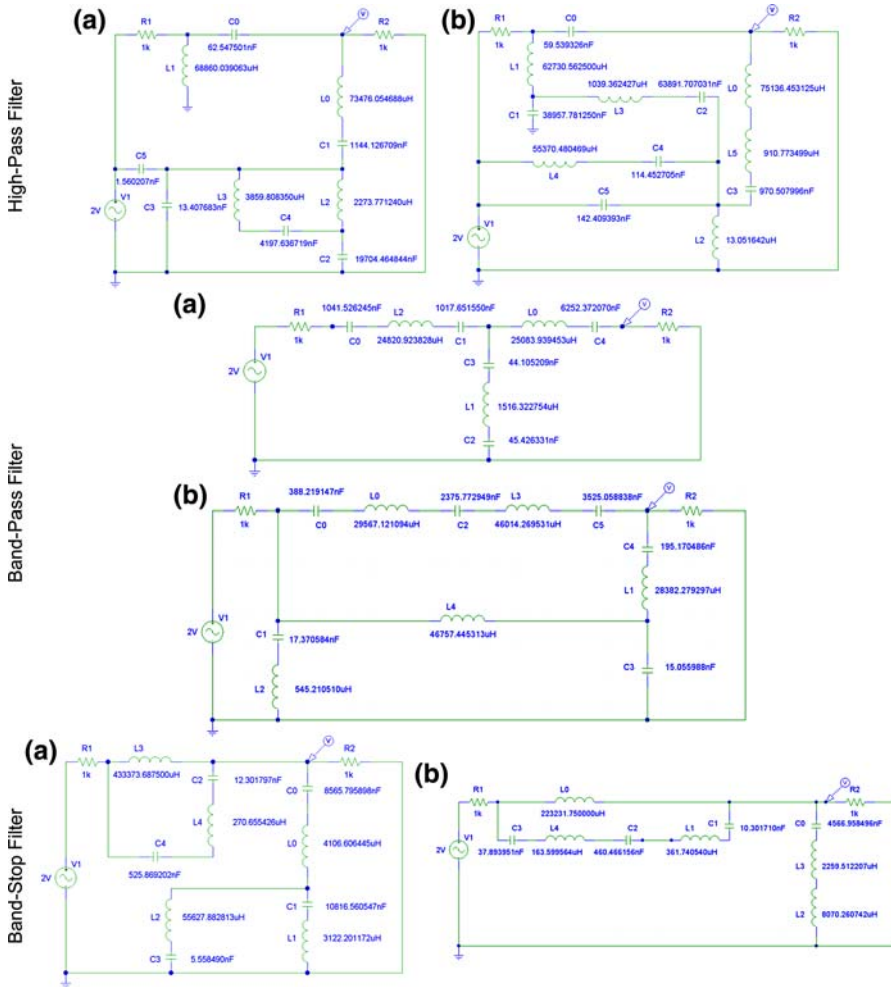 High-Pass Filter
(a)
R1
1k
C0
62.547501nF
V
R2
1k
L1
68860.039063uH
L0
73476.054688uH
C1
1144.126709nF
C5
1.560207nF
V1
2V
C3
13.407683nF
L3
3859.808350uH
C4
4197.636719nF
L2
2273.771240uH
C2
19704.464844nF
(b)
R1
1k
C0
59.539326nF
V
R2
1k
L1
62730.562500uH
1039.362427uH
63891.707031nF
L3
C2
C1
38957.781250nF
L0
75136.453125uH
55370.480469uH
C4
L4
114.452705nF
L5
910.773499uH
C3
970.507996nF
C5
142.409393nF
V1
2V
L2
13.051642uH
Band-Pass Filter
(a)
R1
1k
1041.526245nF
C0
L2
24820.923828uH
1017.651550nF
C1
L0
25083.939453uH
6252.372070nF
C4
V
R2
1k
V1
2V
C3
44.105209nF
L1
1516.322754uH
C2
45.426331nF
(b)
R1
1k
388.219147nF
C0
L0
29567.121094uH
2375.772949nF
C2
L3
46014.269531uH
3525.058838nF
C5
V
R2
1k
C4
195.170486nF
L1
28382.279297uH
L4
46757.445313uH
V1
2V
C1
17.370584nF
L2
545.210510uH
C3
15.055988nF
Band-Stop Filter
(a)
R1
1k
L3
433373.687500uH
V
R2
1k
C2
12.301797nF
L4
270.655426uH
C4
525.869202nF
C0
8565.795898nF
L0
4106.606445uH
V1
2V
L2
55627.882813uH
C3
5.558490nF
C1
10816.560547nF
L1
3122.201172uH
(b)
R1
1k
L0
223231.750000uH
V
R2
1k
C3
37.893951nF
L4
163.599564uH
C2
460.466156nF
L1
361.740540uH
C1
10.301710nF
C0
4566.958496nF
L3
2259.512207uH
L2
8070.260742uH
V1
2V